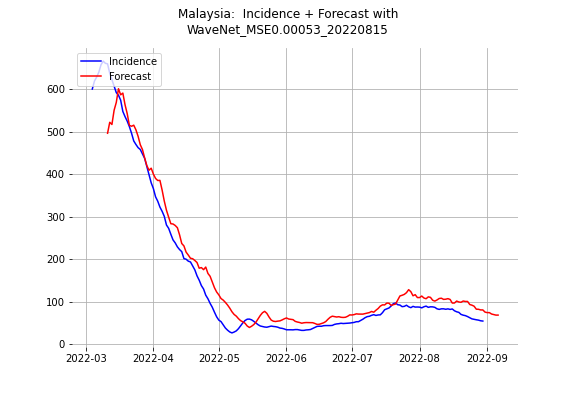 Malaysia:  Incidence + Forecast with
WaveNet_MSE0.00053_20220815
Incidence
Forecast
600
500
400
300
200
100
0
2022-03 2022-04 2022-05 2022-06 2022-07 2022-08 2022-09